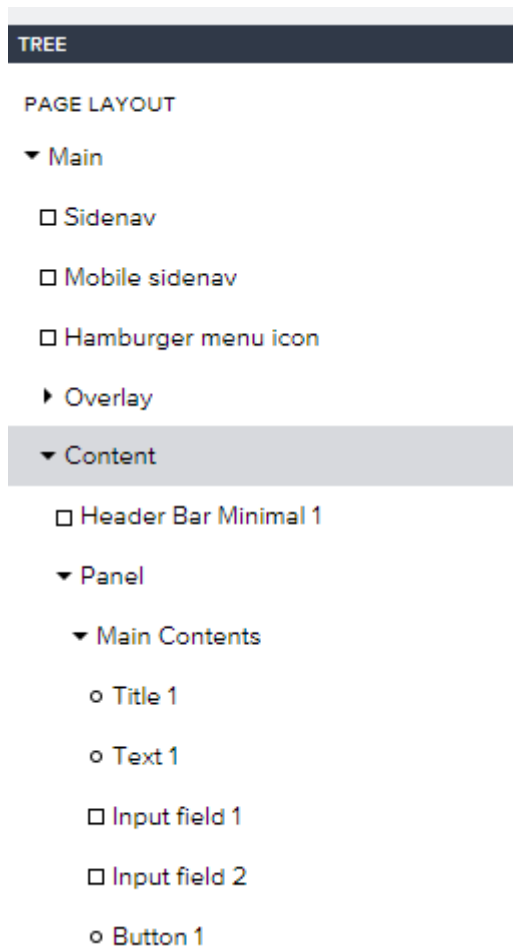 TREE
PAGE LAYOUT
Main
Sidenav
Mobile sidenav
Hamburger menu icon
Overlay
Content
Header Bar Minimal 1
Panel
Main Contents
Title 1
Text 1
Input field 1
Input field 2
Button 1